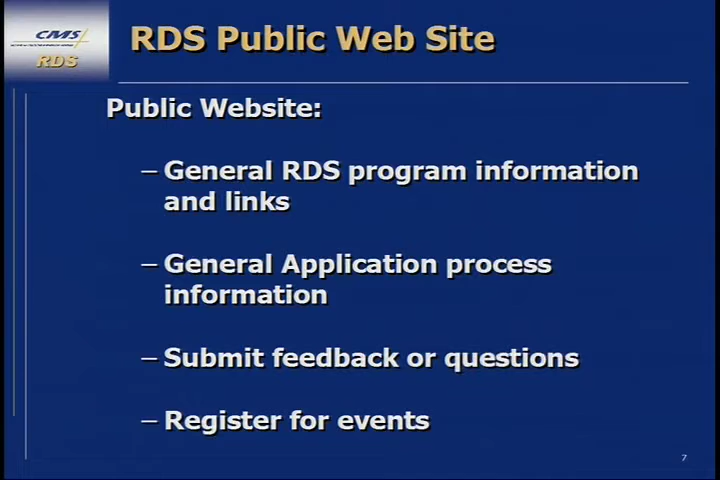 CMS
RDS
RDS Public Web Site
Public Website:
– General RDS program information
and links
– General Application process
information
– Submit feedback or questions
– Register for events
7